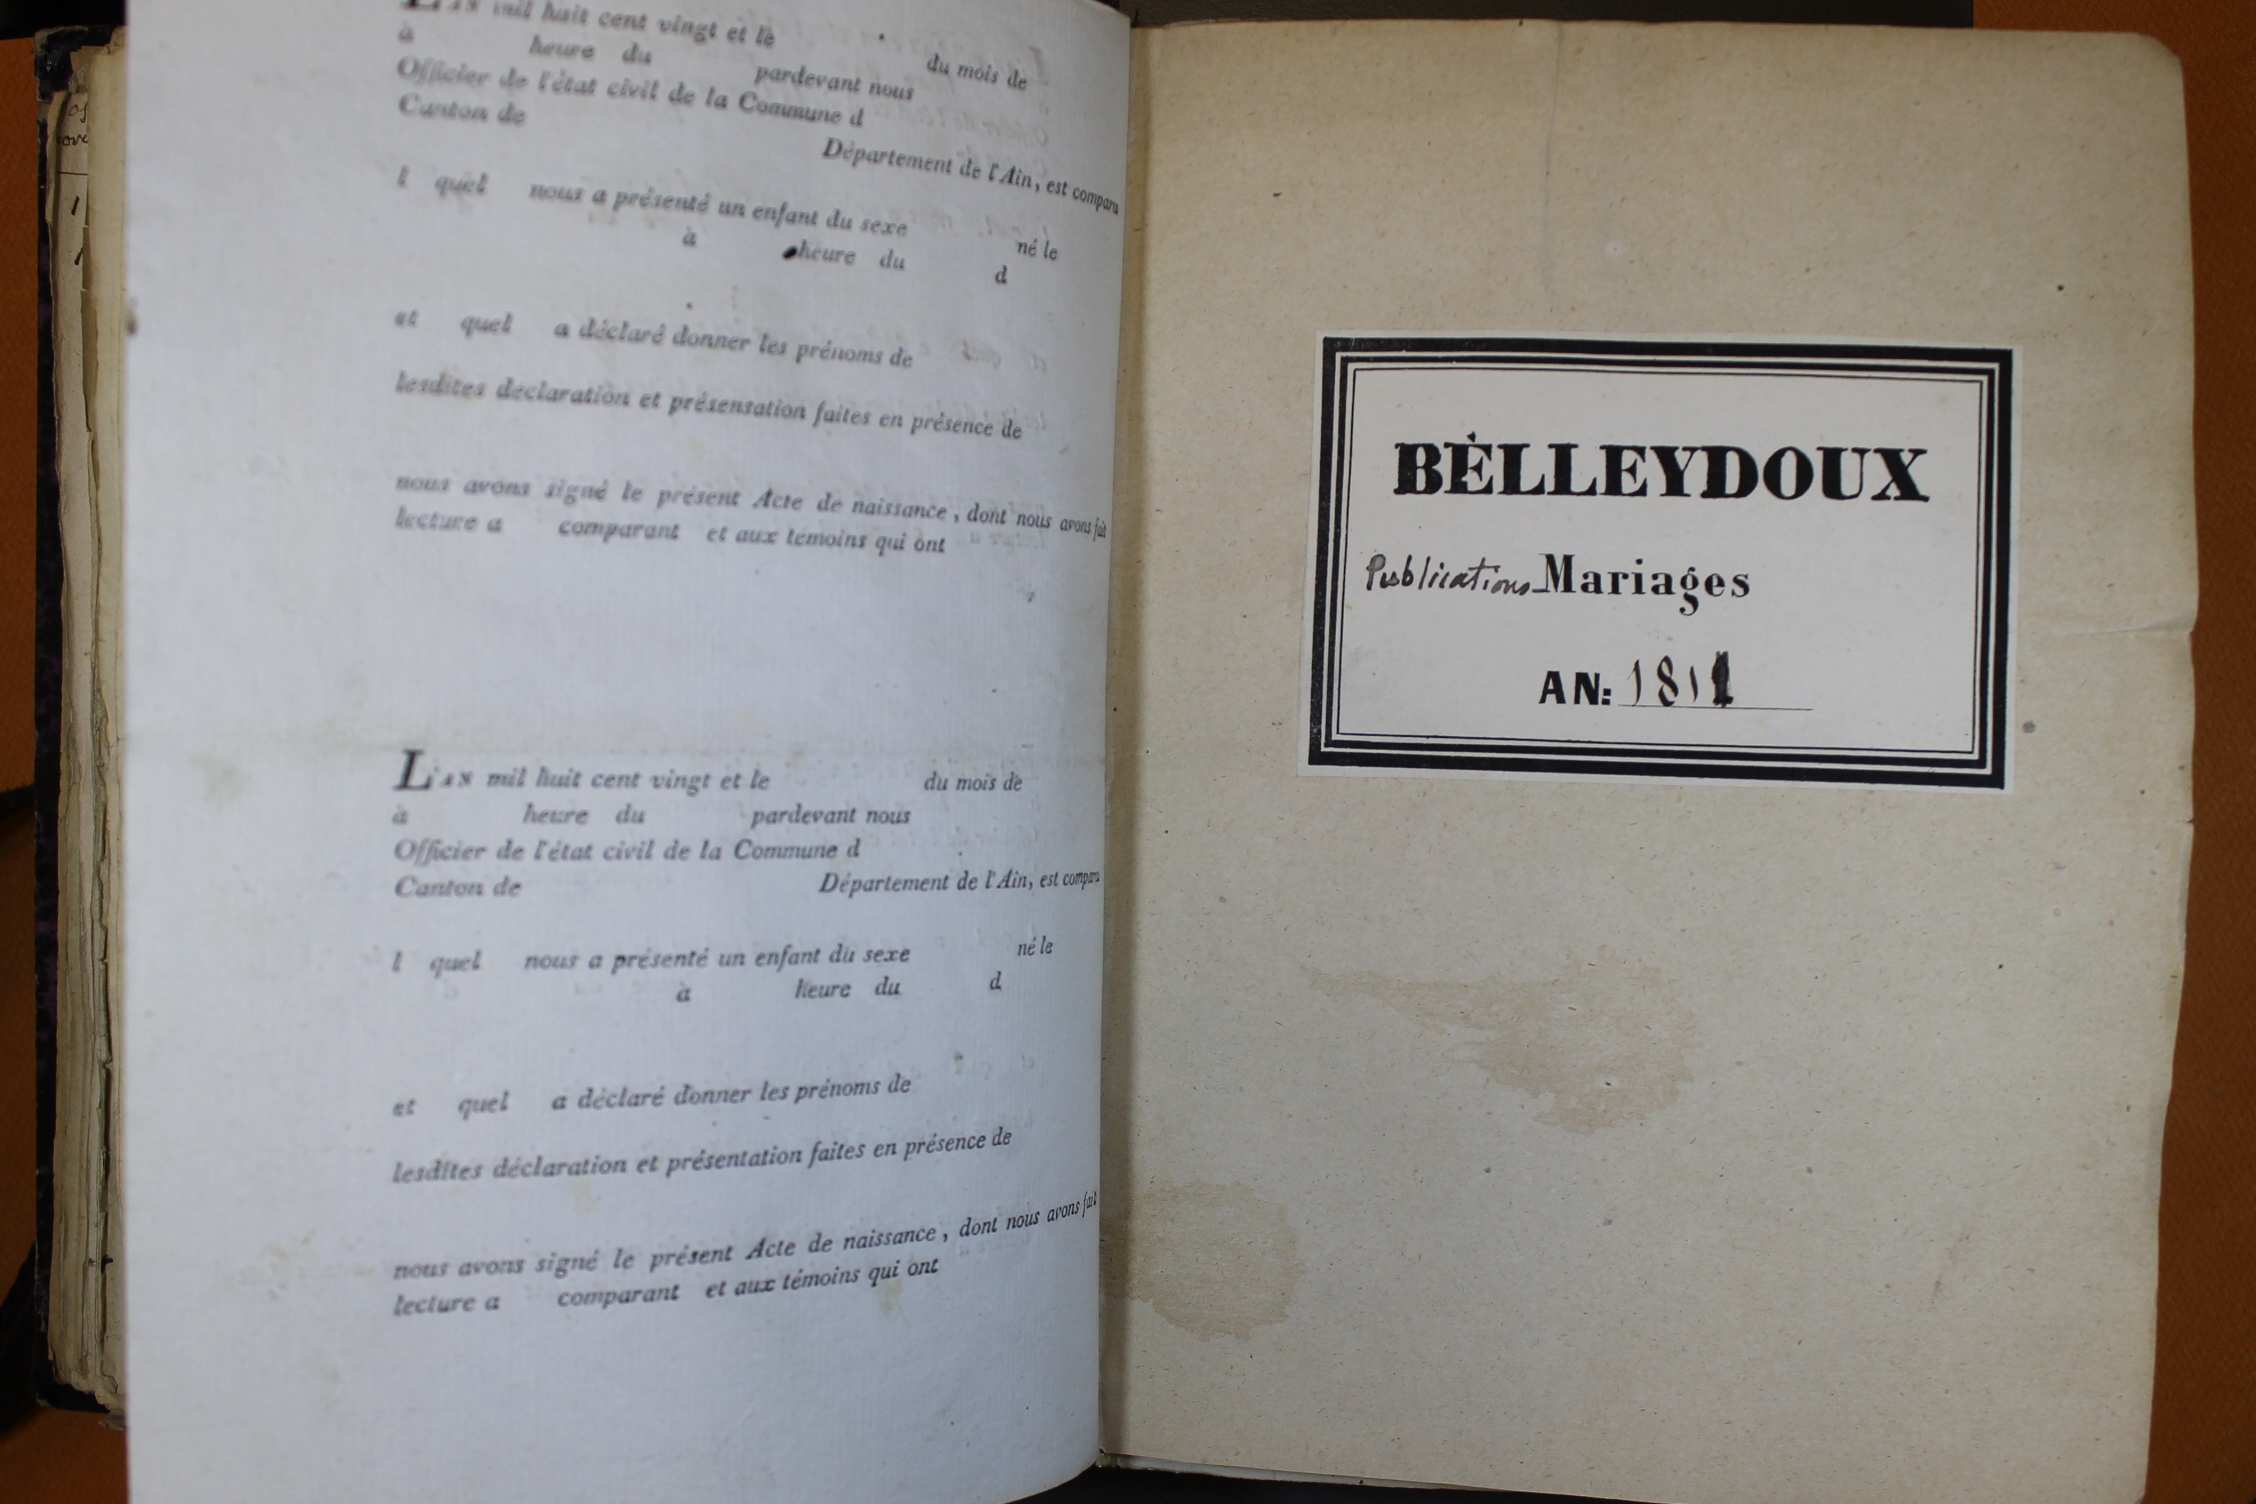 L'AN mil huit cent vingt et le du mois de
à heure du pardevant nous
Officier de l'état civil de la Commune d
Canton de Département de l'Ain, est comparu
l quel nous a présenté un enfant du sexe né le
à heure du d
et quel a déclaré donner les prénoms de
lesdites déclaration et présentation faites en présence de
nous avons signé le présent Acte de naissance, dont nous avons fait
lecture a comparant et aux témoins qui ont
L'AN mil huit cent vingt et le du mois de
à heure du pardevant nous
Officier de l'état civil de la Commune d
Canton de Département de l'Ain, est comparu
l quel nous a présenté un enfant du sexe né le
à heure du d
et quel a déclaré donner les prénoms de
lesdites déclaration et présentation faites en présence de
nous avons signé le présent Acte de naissance, dont nous avons fait
lecture a comparant et aux témoins qui ont
BÈLLEYDOUX
Publications-Mariages
AN: 1811